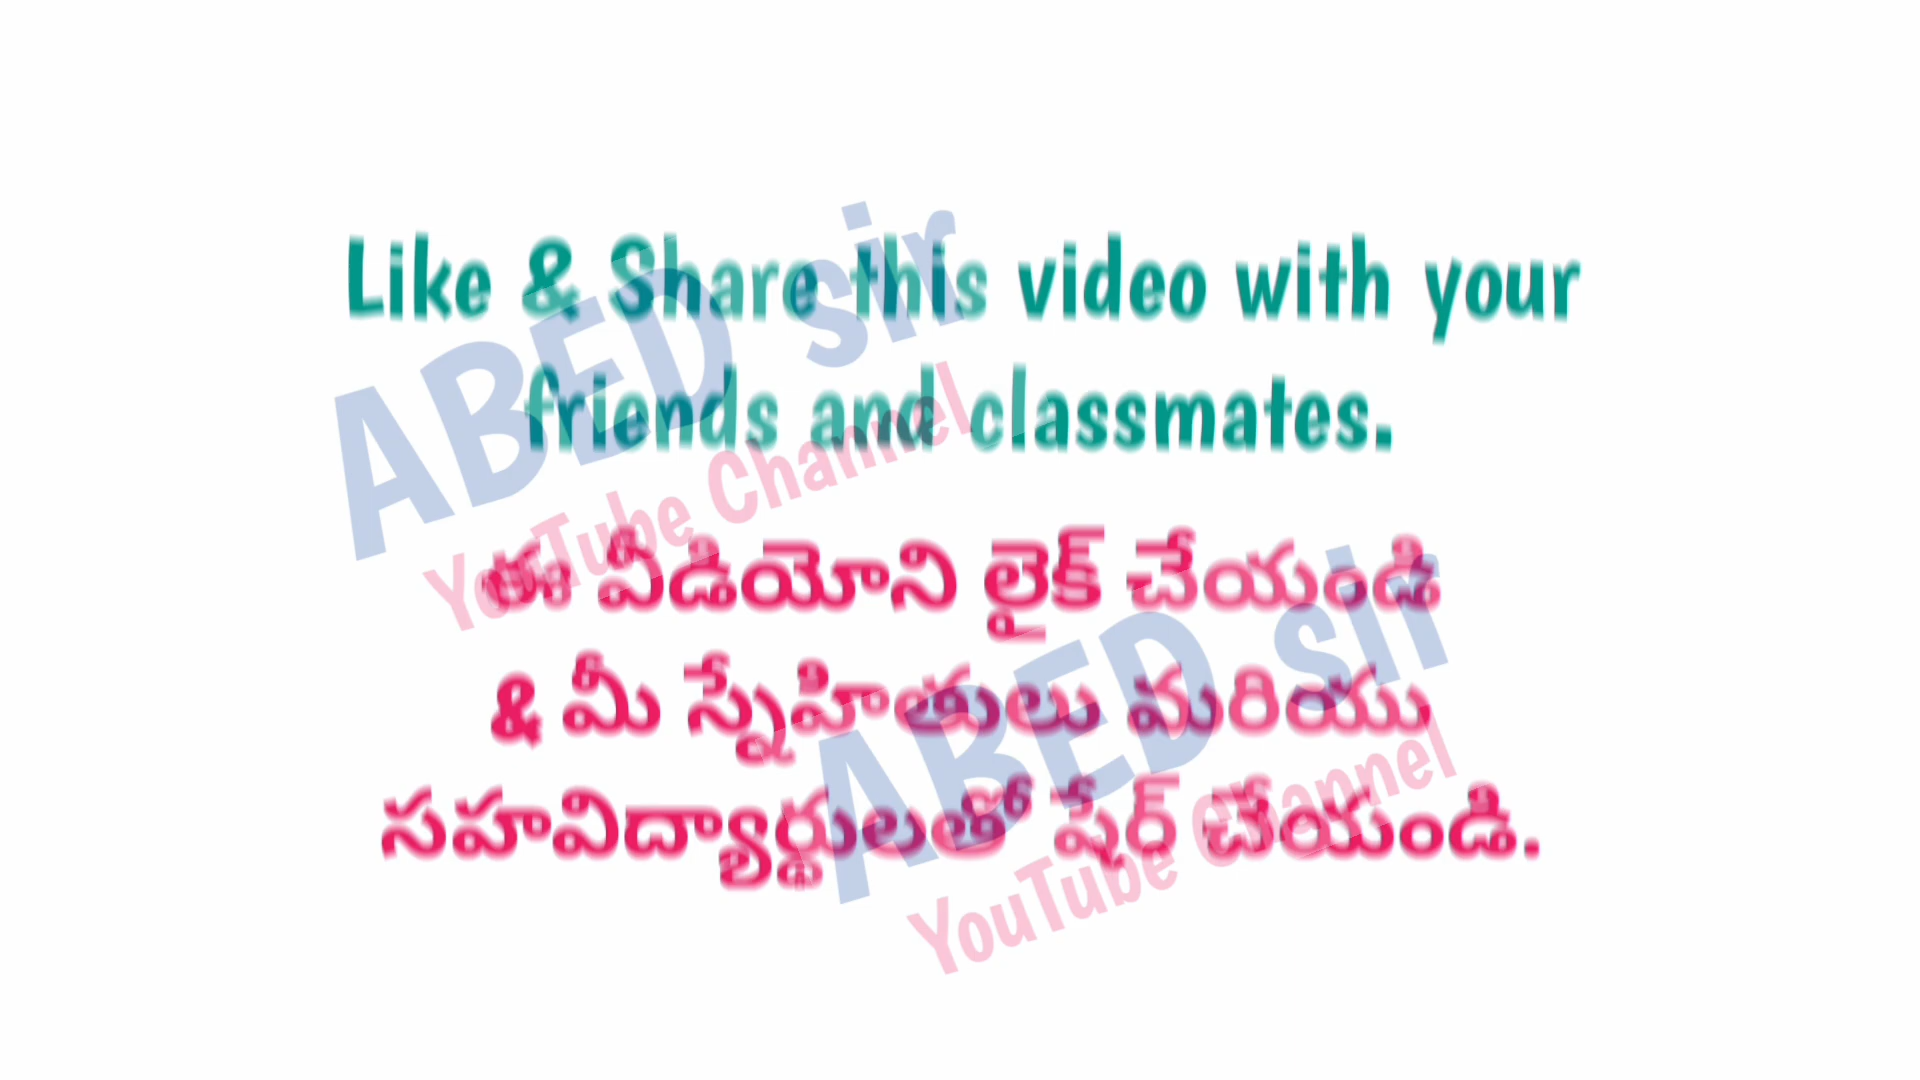 Like & Share this video with your
friends and classmates.
ఈ వీడియోని లైక్ చేయండి
& మీ స్నేహితులు మరియు
సహవిద్యార్థులతో షేర్ చేయండి.
ABED sir
YouTube Channel
ABED sir
YouTube Channel